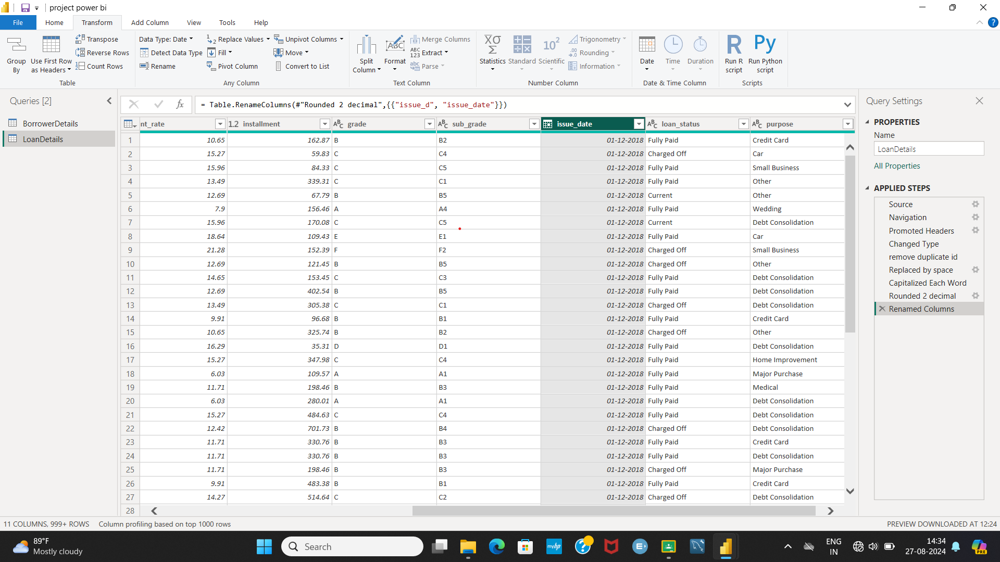 project power bi
File Home Transform Add Column View Tools Help
Group By
Use First Row as Headers
Transpose
Reverse Rows
Count Rows
Table
Data Type: Date
Detect Data Type
Rename
Replace Values
Fill
Pivot Column
Unpivot Columns
Move
Convert to List
Any Column
Split Column
Format
Merge Columns
Extract
Parse
Text Column
Statistics
Standard
Scientific
Trigonometry
Rounding
Information
Number Column
Date
Time
Duration
Date & Time Column
Run R script
Run Python script
Scripts
Queries [2]
BorrowerDetails
LoanDetails
= Table.RenameColumns(#"Rounded 2 decimal",{{"issue_d", "issue_date"}})
nt_rate 1.2 installment ABC grade ABC sub_grade issue_date ABC loan_status ABC purpose
1 10.65 162.87 B B2 01-12-2018 Fully Paid Credit Card
2 15.27 59.83 C C4 01-12-2018 Charged Off Car
3 15.96 84.33 C C5 01-12-2018 Fully Paid Small Business
4 13.49 339.31 C C1 01-12-2018 Fully Paid Other
5 12.69 67.79 B B5 01-12-2018 Current Other
6 7.9 156.46 A A4 01-12-2018 Fully Paid Wedding
7 15.96 170.08 C C5 01-12-2018 Current Debt Consolidation
8 18.64 109.43 E E1 01-12-2018 Fully Paid Car
9 21.28 152.39 F F2 01-12-2018 Charged Off Small Business
10 12.69 121.45 B B5 01-12-2018 Charged Off Other
11 14.65 153.45 C C3 01-12-2018 Fully Paid Debt Consolidation
12 12.69 402.54 B B5 01-12-2018 Fully Paid Debt Consolidation
13 13.49 305.38 C C1 01-12-2018 Charged Off Debt Consolidation
14 9.91 96.68 B B1 01-12-2018 Fully Paid Credit Card
15 10.65 325.74 B B2 01-12-2018 Charged Off Other
16 16.29 35.31 D D1 01-12-2018 Fully Paid Debt Consolidation
17 15.27 347.98 C C4 01-12-2018 Fully Paid Home Improvement
18 6.03 109.57 A A1 01-12-2018 Fully Paid Major Purchase
19 11.71 198.46 B B3 01-12-2018 Fully Paid Medical
20 6.03 280.01 A A1 01-12-2018 Fully Paid Debt Consolidation
21 15.27 484.63 C C4 01-12-2018 Fully Paid Debt Consolidation
22 12.42 701.73 B B4 01-12-2018 Charged Off Debt Consolidation
23 11.71 330.76 B B3 01-12-2018 Fully Paid Credit Card
24 11.71 330.76 B B3 01-12-2018 Fully Paid Debt Consolidation
25 11.71 198.46 B B3 01-12-2018 Charged Off Major Purchase
26 9.91 483.38 B B1 01-12-2018 Fully Paid Credit Card
27 14.27 514.64 C C2 01-12-2018 Charged Off Debt Consolidation
28
Query Settings
PROPERTIES
Name
LoanDetails
All Properties
APPLIED STEPS
Source
Navigation
Promoted Headers
Changed Type
remove duplicate id
Replaced by space
Capitalized Each Word
Rounded 2 decimal
Renamed Columns
11 COLUMNS, 999+ ROWS Column profiling based on top 1000 rows
PREVIEW DOWNLOADED AT 12:24
89°F
Mostly cloudy
Search
myhp
ENG
IN
14:34
27-08-2024
PRE